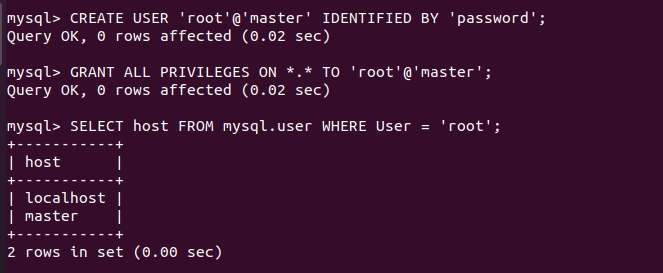 mysql> CREATE USER 'root'@'master' IDENTIFIED BY 'password';
Query OK, 0 rows affected (0.02 sec)
mysql> GRANT ALL PRIVILEGES ON *.* TO 'root'@'master';
Query OK, 0 rows affected (0.02 sec)
mysql> SELECT host FROM mysql.user WHERE User = 'root';
+-----------+
| host      |
+-----------+
| localhost |
| master    |
+-----------+
2 rows in set (0.00 sec)